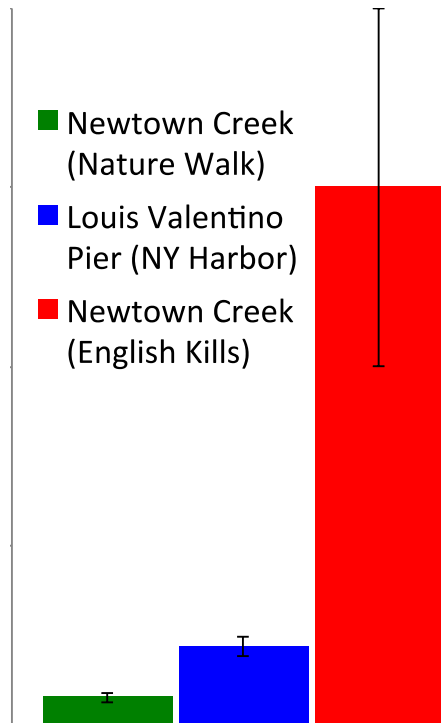 Newtown Creek
(Nature Walk)
Louis Valentino
Pier (NY Harbor)
Newtown Creek
(English Kills)